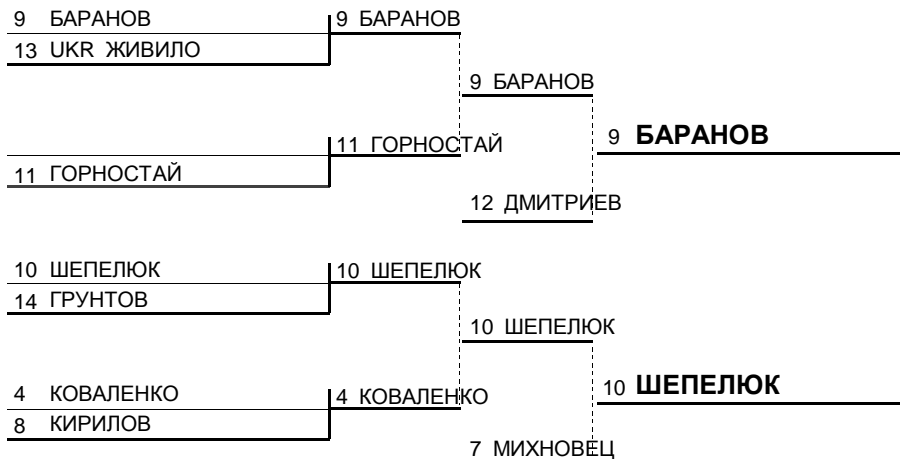 9 БАРАНОВ
9 БАРАНОВ
13 UKR ЖИВИЛО
9 БАРАНОВ
11 ГОРНОСТАЙ
9 БАРАНОВ
11 ГОРНОСТАЙ
12 ДМИТРИЕВ
10 ШЕПЕЛЮК
10 ШЕПЕЛЮК
14 ГРУНТОВ
10 ШЕПЕЛЮК
4 КОВАЛЕНКО
4 КОВАЛЕНКО
10 ШЕПЕЛЮК
8 КИРИЛОВ
7 МИХНОВЕЦ